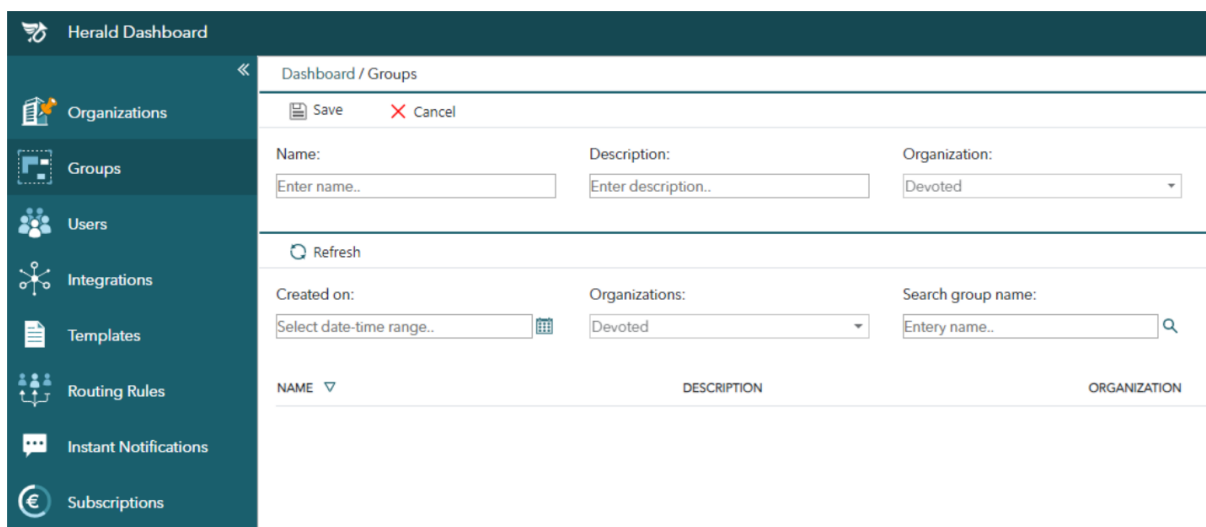 Herald Dashboard
Dashboard / Groups
Organizations
Groups
Users
Integrations
Templates
Routing Rules
Instant Notifications
Subscriptions
Save Cancel
Name: Description: Organization:
Enter name.. Enter description.. Devoted
Refresh
Created on: Organizations: Search group name:
Select date-time range.. Devoted Entery name..
NAME DESCRIPTION ORGANIZATION